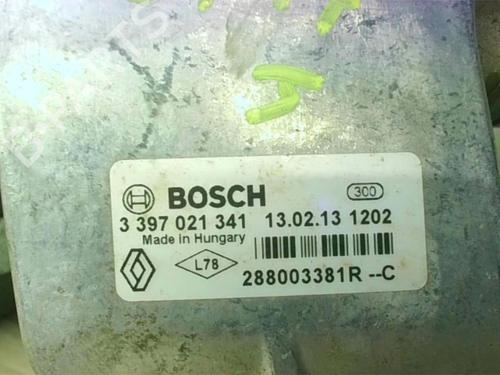 BOSCH
300
3 397 021 341 13.02.13 1202
Made in Hungary
L78
288003381R --C